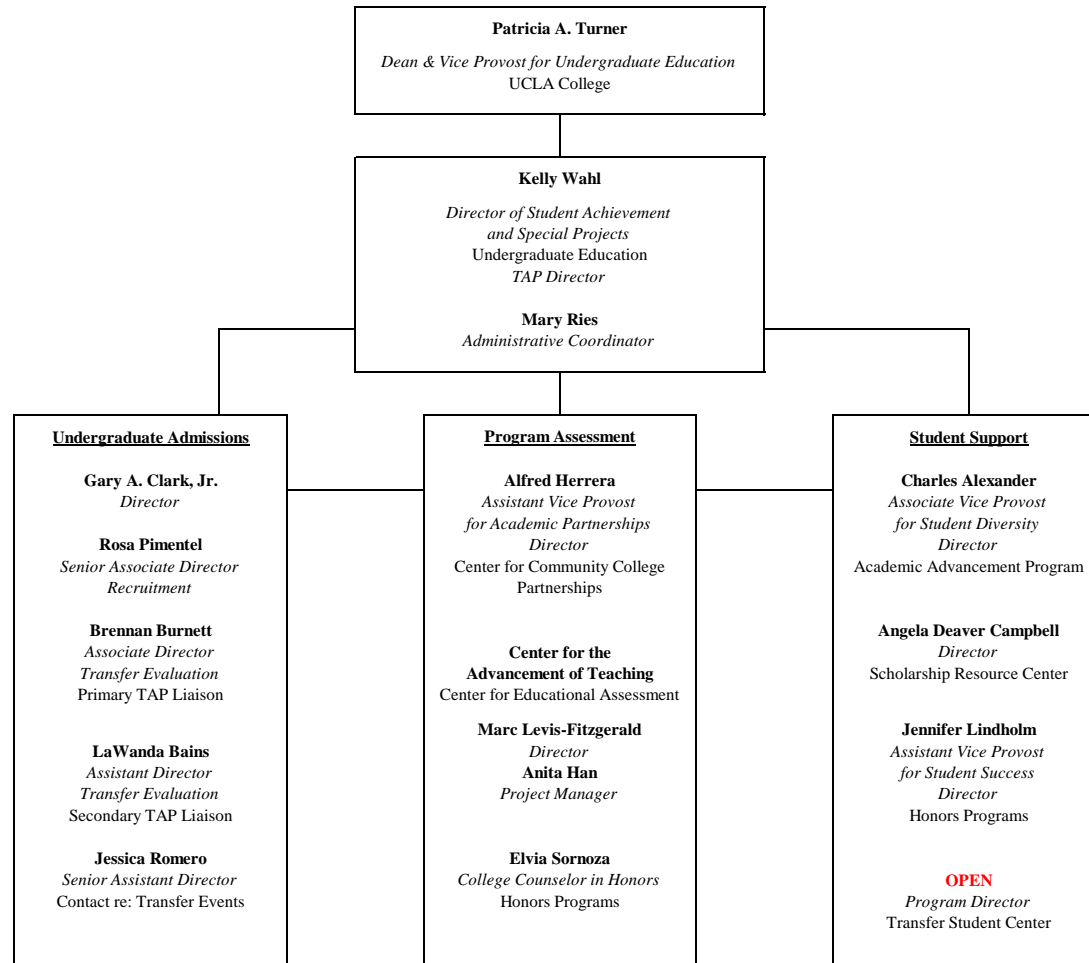 Patricia A. Turner
Dean & Vice Provost for Undergraduate Education
UCLA College
Kelly Wahl
Director of Student Achievement
and Special Projects
Undergraduate Education
TAP Director
Mary Ries
Administrative Coordinator
Undergraduate Admissions
Gary A. Clark, Jr.
Director
Rosa Pimentel
Senior Associate Director
Recruitment
Brennan Burnett
Associate Director
Transfer Evaluation
Primary TAP Liaison
LaWanda Bains
Assistant Director
Transfer Evaluation
Secondary TAP Liaison
Jessica Romero
Senior Assistant Director
Contact re: Transfer Events
Program Assessment
Alfred Herrera
Assistant Vice Provost
for Academic Partnerships
Director
Center for Community College
Partnerships
Center for the
Advancement of Teaching
Center for Educational Assessment
Marc Levis-Fitzgerald
Director
Anita Han
Project Manager
Elvia Sornoza
College Counselor in Honors
Honors Programs
Student Support
Charles Alexander
Associate Vice Provost
for Student Diversity
Director
Academic Advancement Program
Angela Deaver Campbell
Director
Scholarship Resource Center
Jennifer Lindholm
Assistant Vice Provost
for Student Success
Director
Honors Programs
OPEN
Program Director
Transfer Student Center